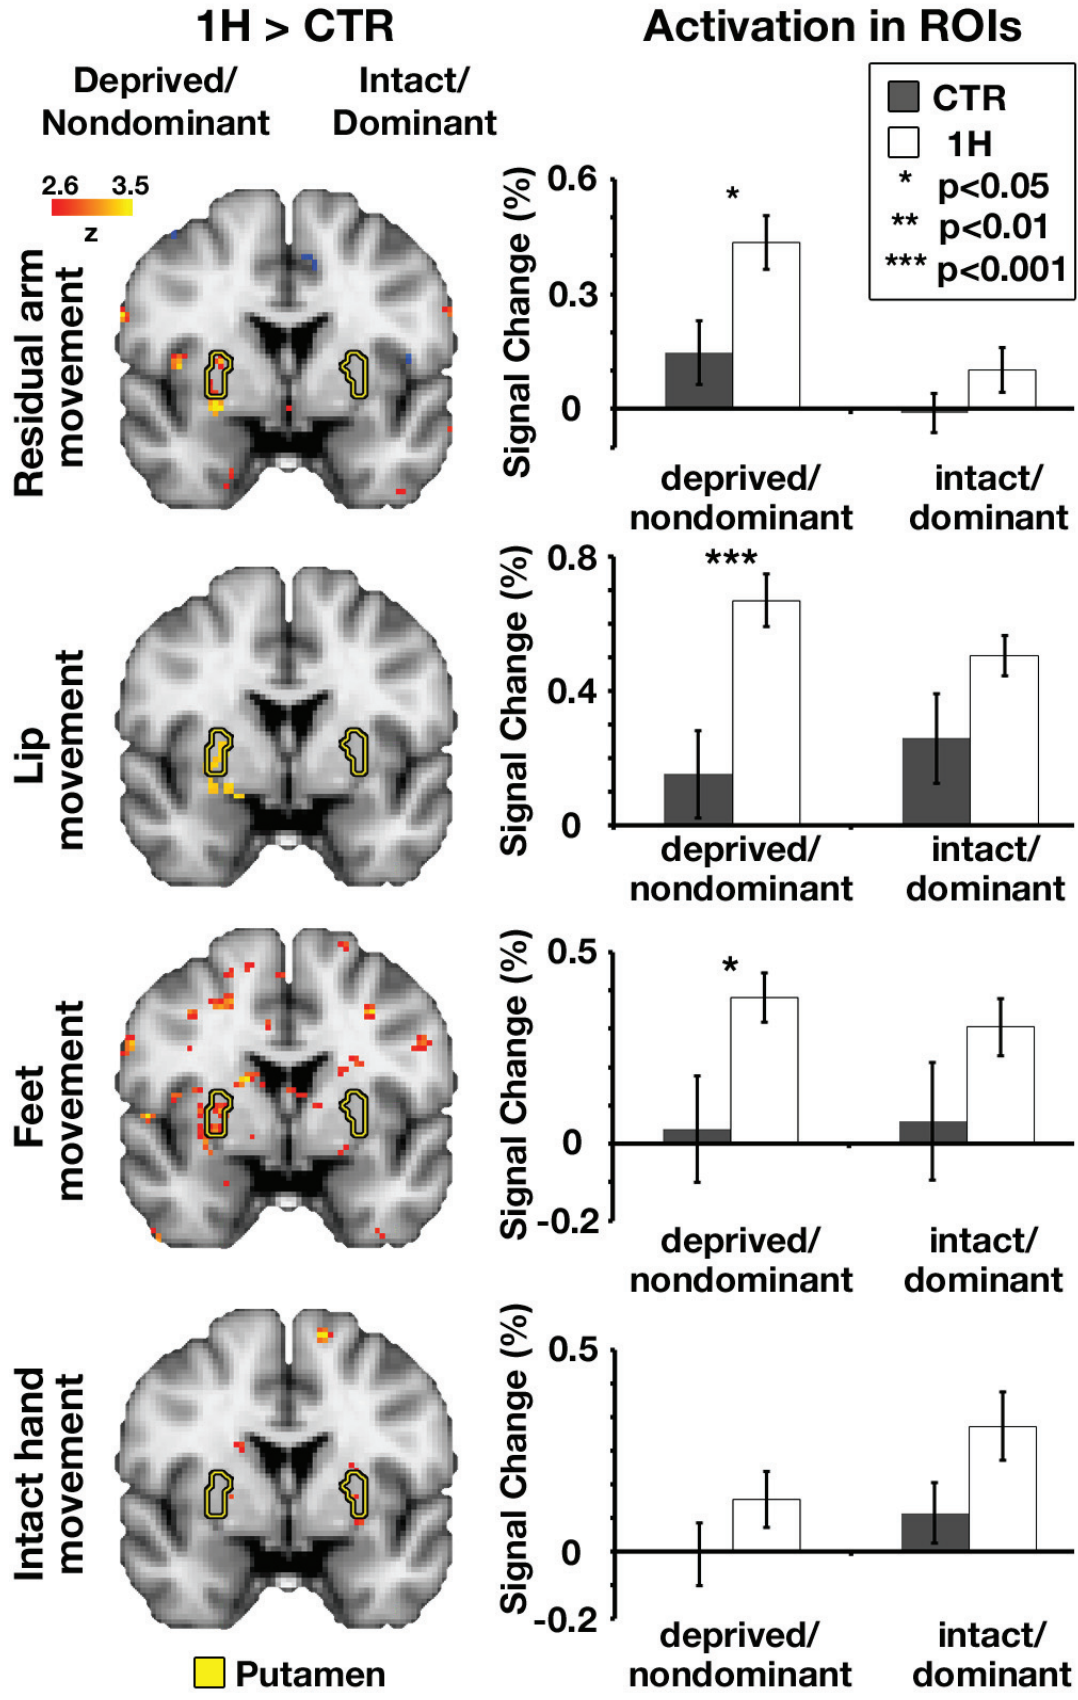 1H > CTR
Activation in ROIs
Deprived/
Nondominant
Intact/
Dominant
CTR
1H
* p<0.05
** p<0.01
*** p<0.001
2.6 3.5
z
Residual arm
movement
Signal Change (%)
0.6
0.3
0
*
deprived/
nondominant
intact/
dominant
Lip
movement
Signal Change (%)
0.8
0.4
0
***
deprived/
nondominant
intact/
dominant
Feet
movement
Signal Change (%)
0.5
0
-0.2
*
deprived/
nondominant
intact/
dominant
Intact hand
movement
Signal Change (%)
0.5
0
-0.2
deprived/
nondominant
intact/
dominant
Putamen